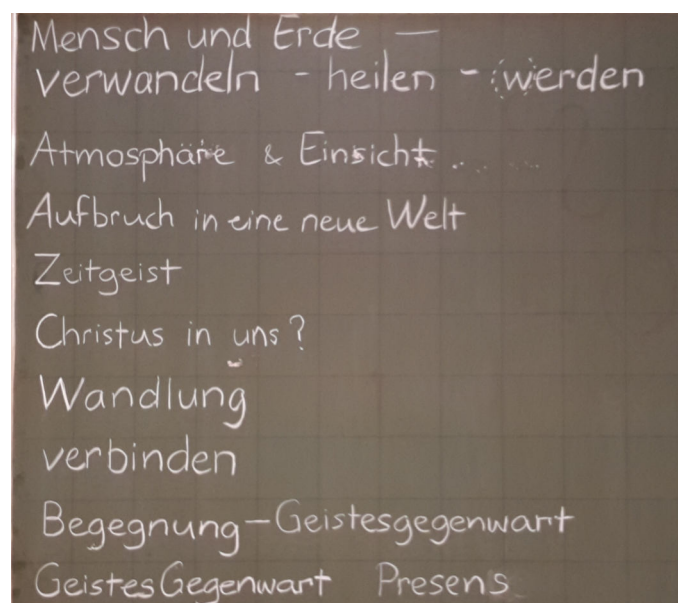 Mensch und Erde —
verwandeln - heilen - werden
Atmosphäre & Einsicht...
Aufbruch in eine neue Welt
Zeitgeist
Christus in uns?
Wandlung
verbinden
Begegnung - Geistesgegenwart
GeistesGegenwart Presens